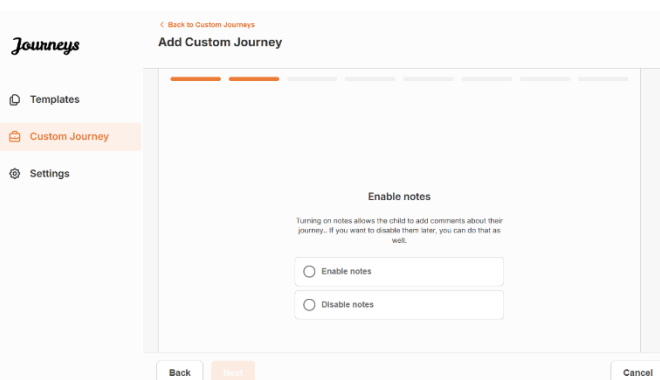 < Back to Custom Journeys
Journeys
Add Custom Journey
Templates
Custom Journey
Settings
Enable notes
Turning on notes allows the child to add comments about their
journey.. If you want to disable them later, you can do that as
well.
Enable notes
Disable notes
Back
Next
Cancel